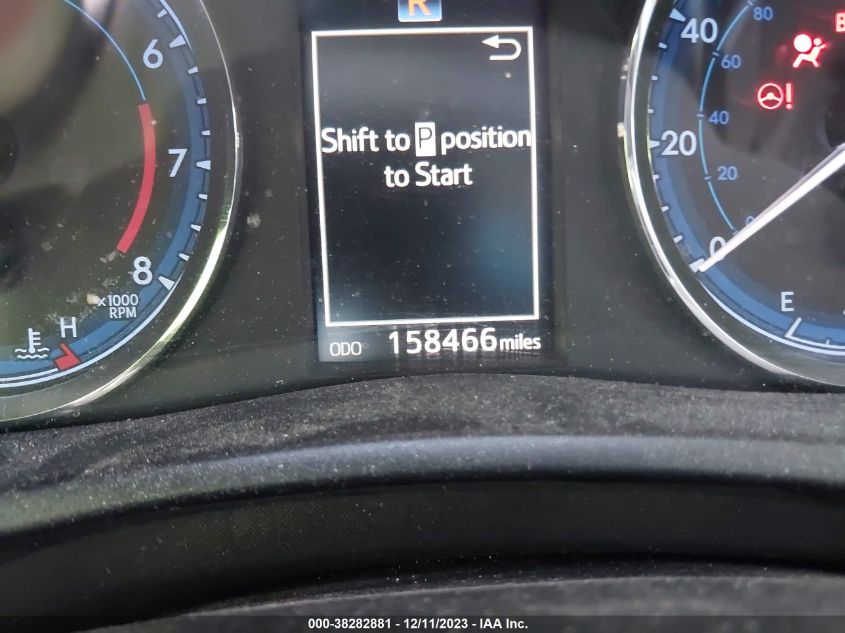 R
6
7
8
x1000
RPM
H
Shift to P position
to Start
ODO 158466 miles
40
20
0
80
60
40
20
0
E
!
000-38282881 - 12/11/2023 - IAA Inc.